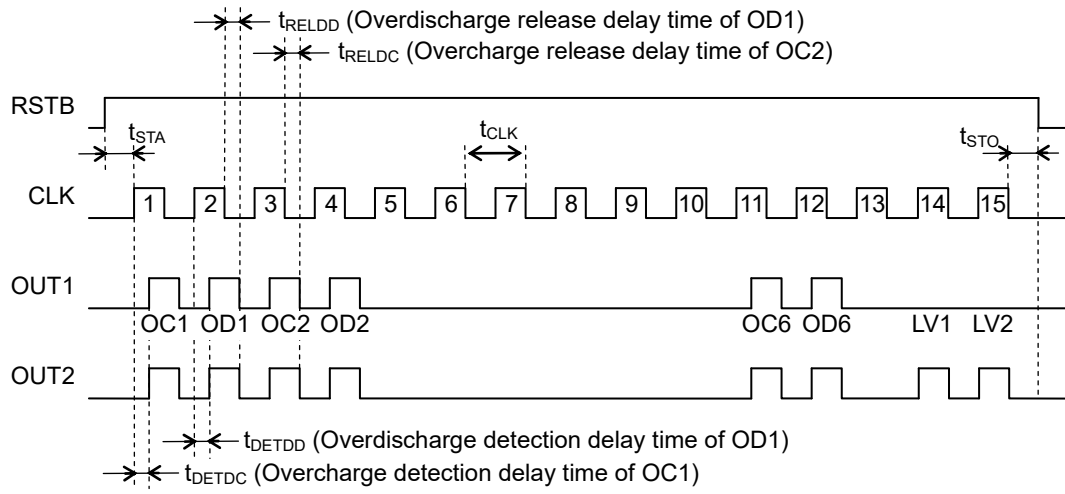 tRELDD (Overdischarge release delay time of OD1)
tRELDC (Overcharge release delay time of OC2)
RSTB
tSTA
tCLK
tSTO
CLK
1 2 3 4 5 6 7 8 9 10 11 12 13 14 15
OUT1
OC1 OD1 OC2 OD2 OC6 OD6 LV1 LV2
OUT2
tDETDD (Overdischarge detection delay time of OD1)
tDETDC (Overcharge detection delay time of OC1)